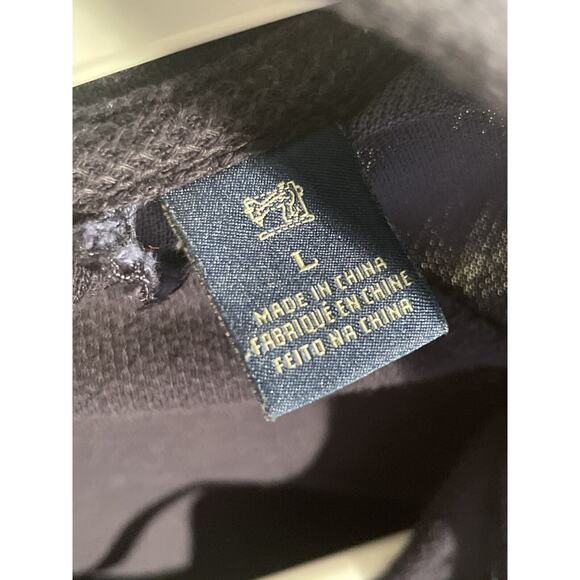 L
MADE IN CHINA
FABRIQUÉ EN CHINE
FEITO NA CHINA